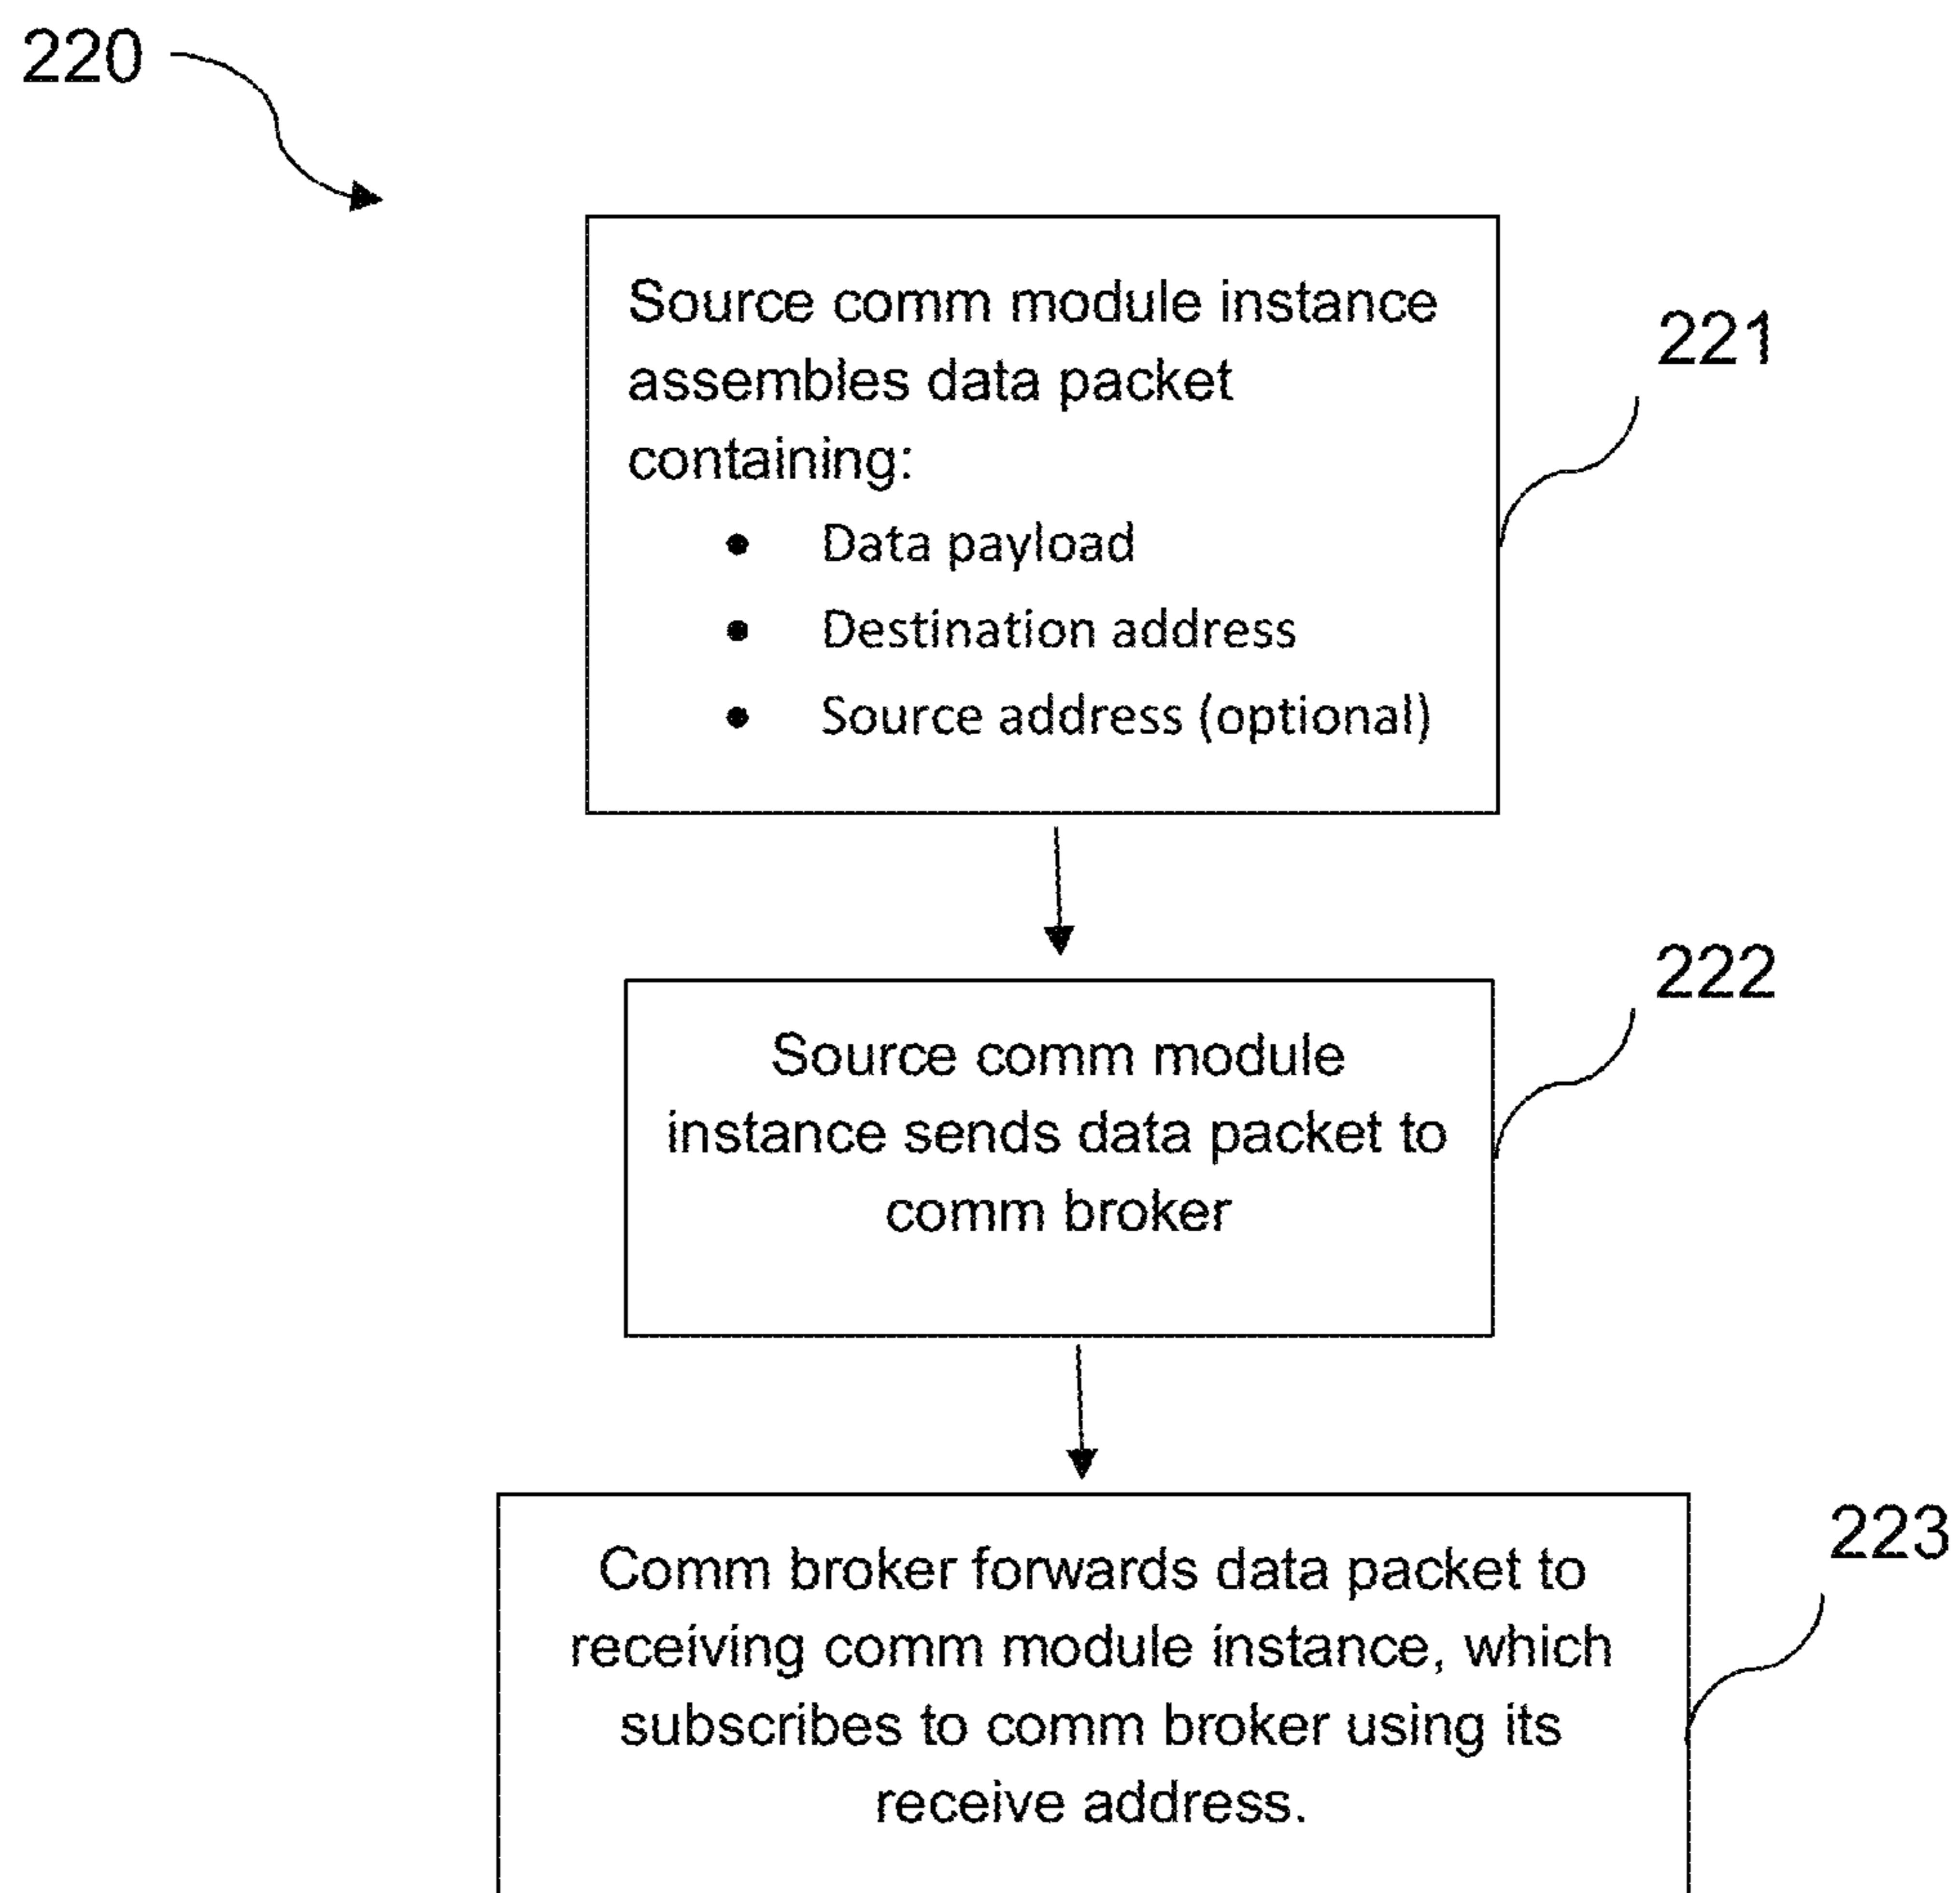 220
Source comm module instance
assembles data packet
containing:
• Data payload
• Destination address
• Source address (optional)
221
Source comm module
instance sends data packet to
comm broker
222
Comm broker forwards data packet to
receiving comm module instance, which
subscribes to comm broker using its
receive address.
223